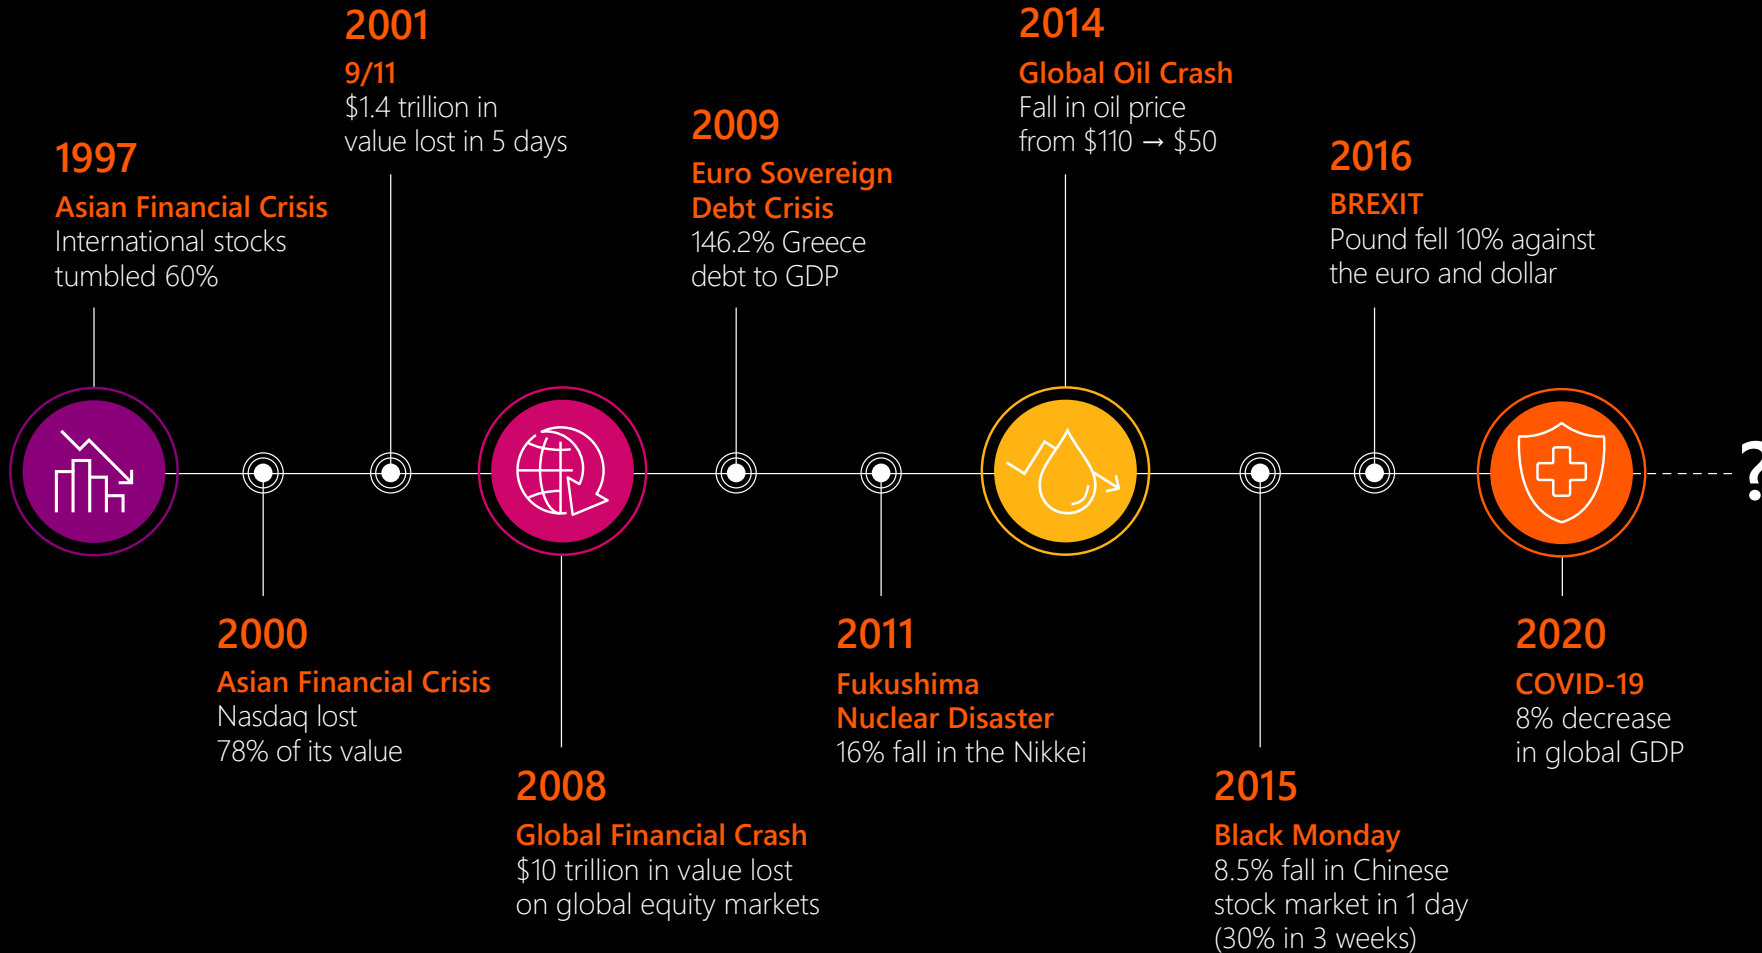 1997
Asian Financial Crisis
International stocks
tumbled 60%
2000
Asian Financial Crisis
Nasdaq lost
78% of its value
2001
9/11
$1.4 trillion in
value lost in 5 days
2008
Global Financial Crash
$10 trillion in value lost
on global equity markets
2009
Euro Sovereign
Debt Crisis
146.2% Greece
debt to GDP
2011
Fukushima
Nuclear Disaster
16% fall in the Nikkei
2014
Global Oil Crash
Fall in oil price
from $110 → $50
2015
Black Monday
8.5% fall in Chinese
stock market in 1 day
(30% in 3 weeks)
2016
BREXIT
Pound fell 10% against
the euro and dollar
2020
COVID-19
8% decrease
in global GDP
?